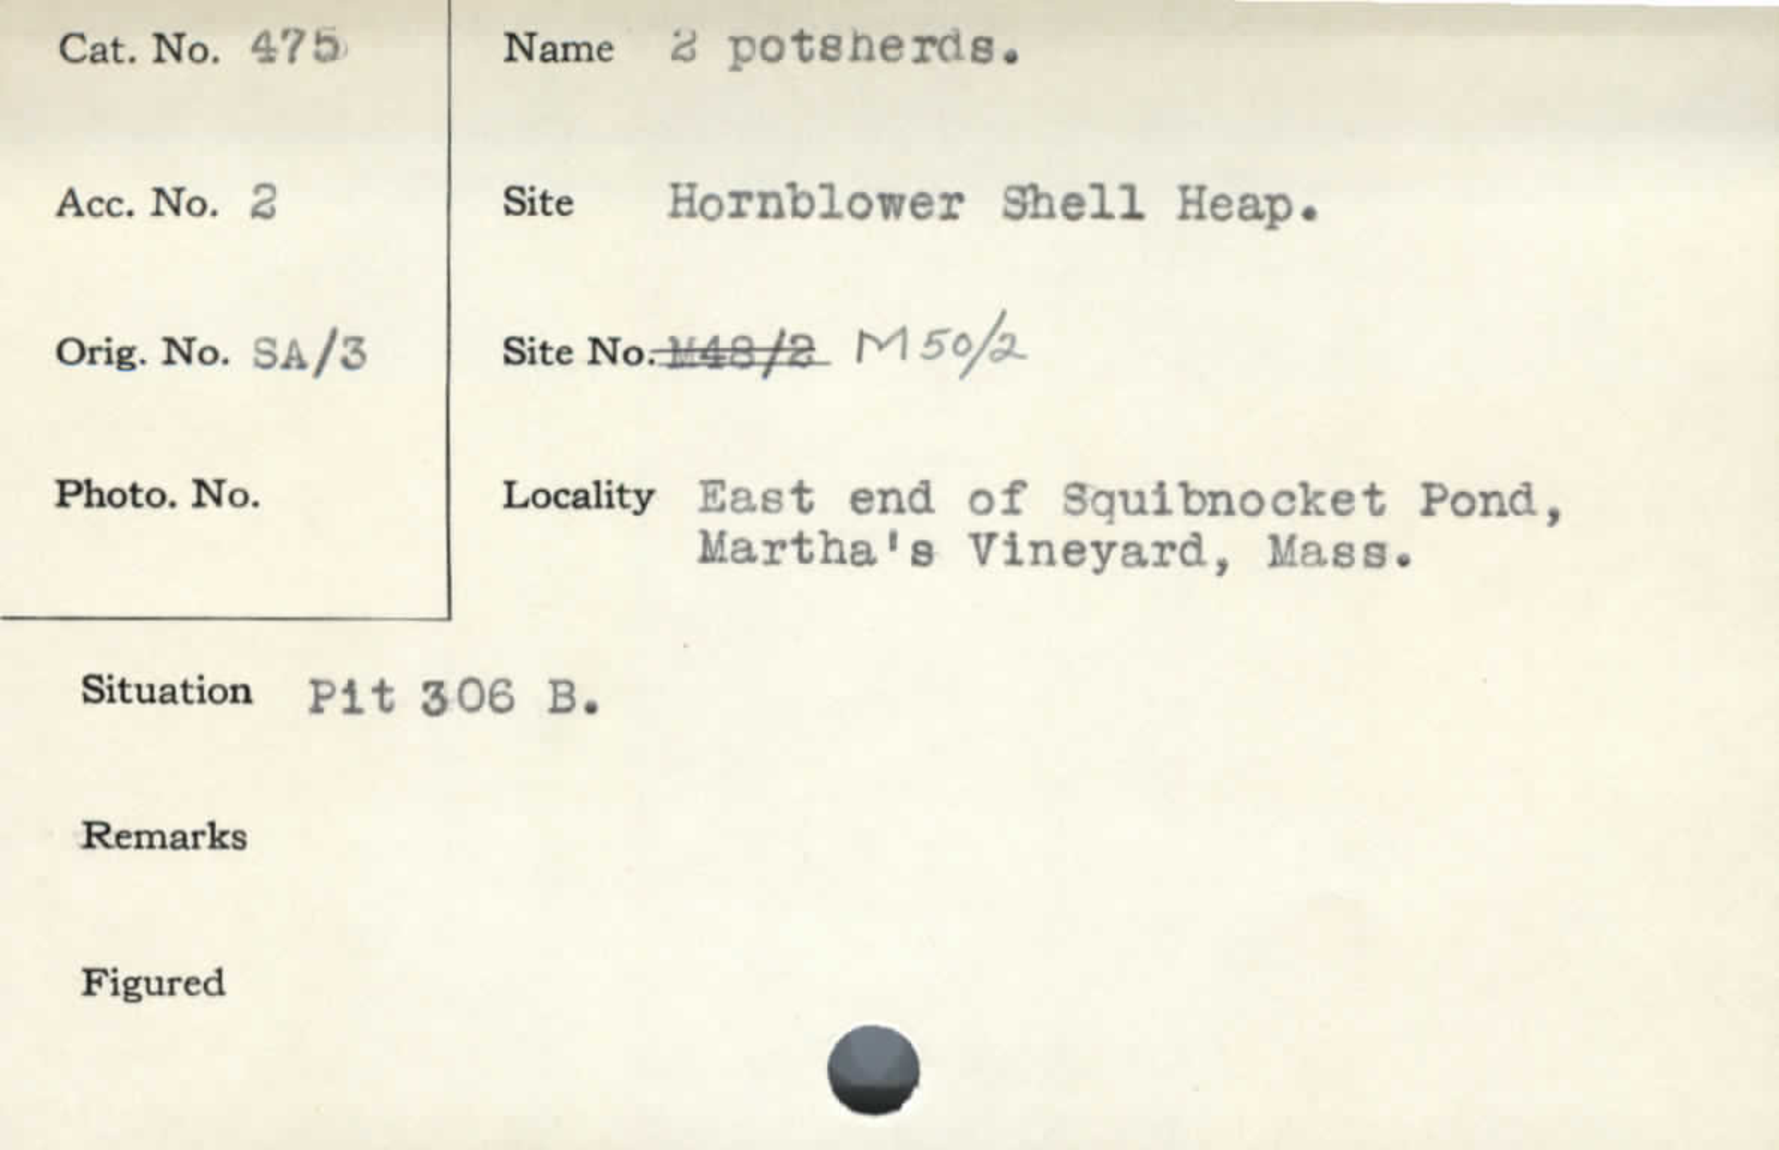 Cat. No. 475
Name 2 potsherds.
Acc. No. 2
Site Hornblower Shell Heap.
Orig. No. SA/3
Site No. M48/2 M50/2
Photo. No.
Locality East end of Squibnocket Pond,
Martha's Vineyard, Mass.
Situation Pit 306 B.
Remarks
Figured